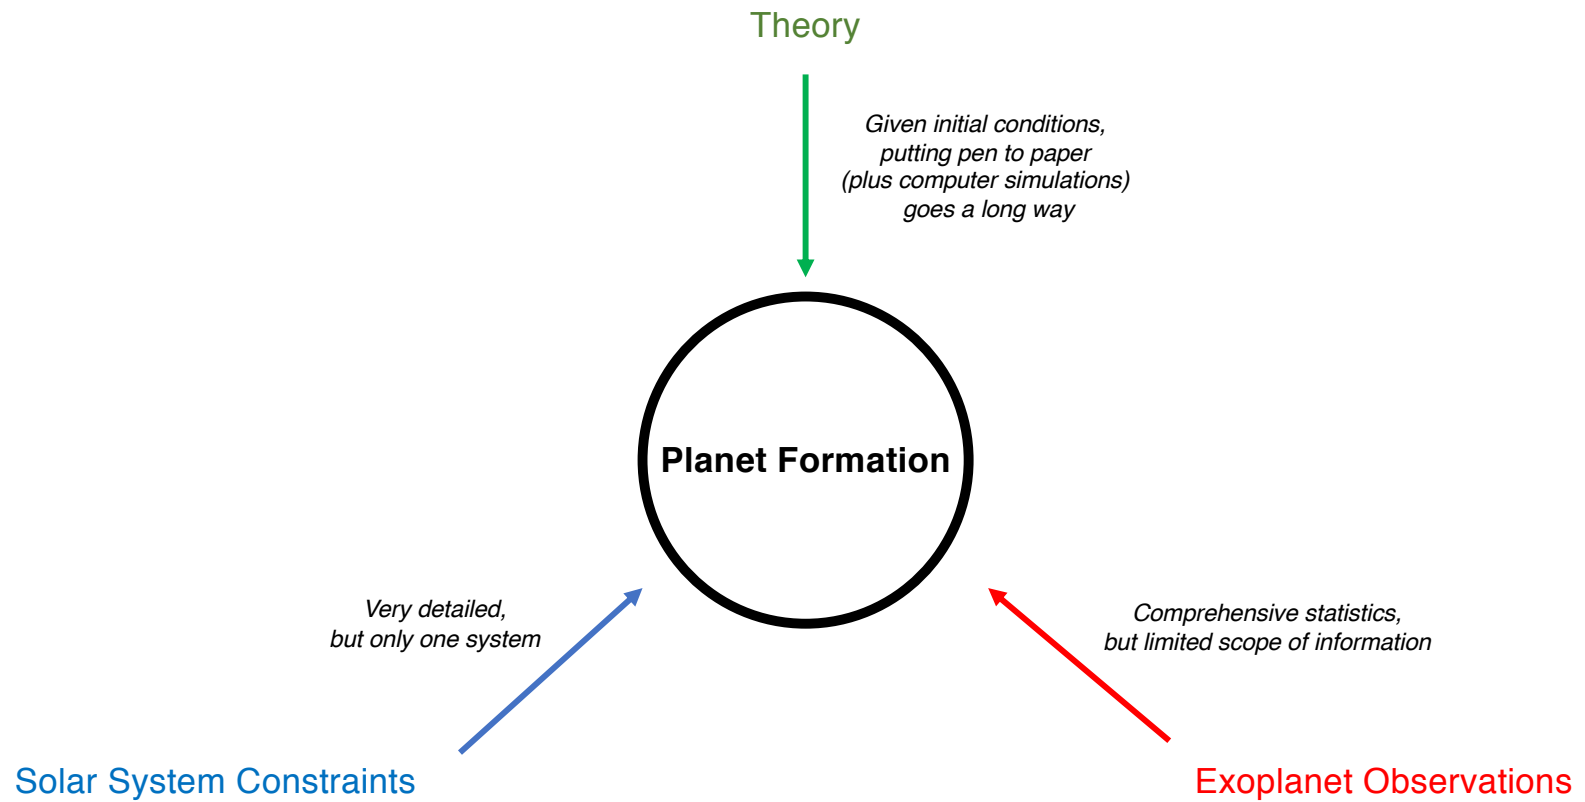 Theory
Given initial conditions,
putting pen to paper
(plus computer simulations)
goes a long way
Planet Formation
Very detailed,
but only one system
Comprehensive statistics,
but limited scope of information
Solar System Constraints
Exoplanet Observations